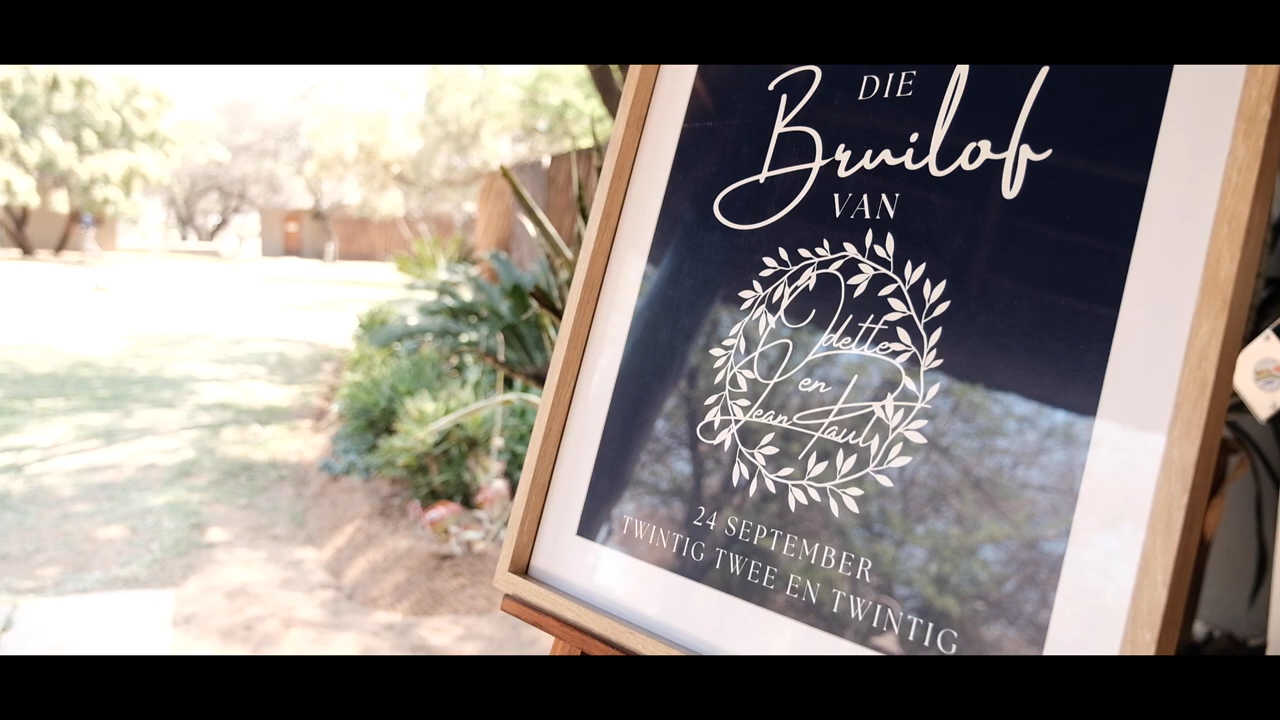 DIE
Bruilof
VAN
Odette
en
Jean Paul
24 SEPTEMBER
TWINTIG TWEE EN TWINTIG